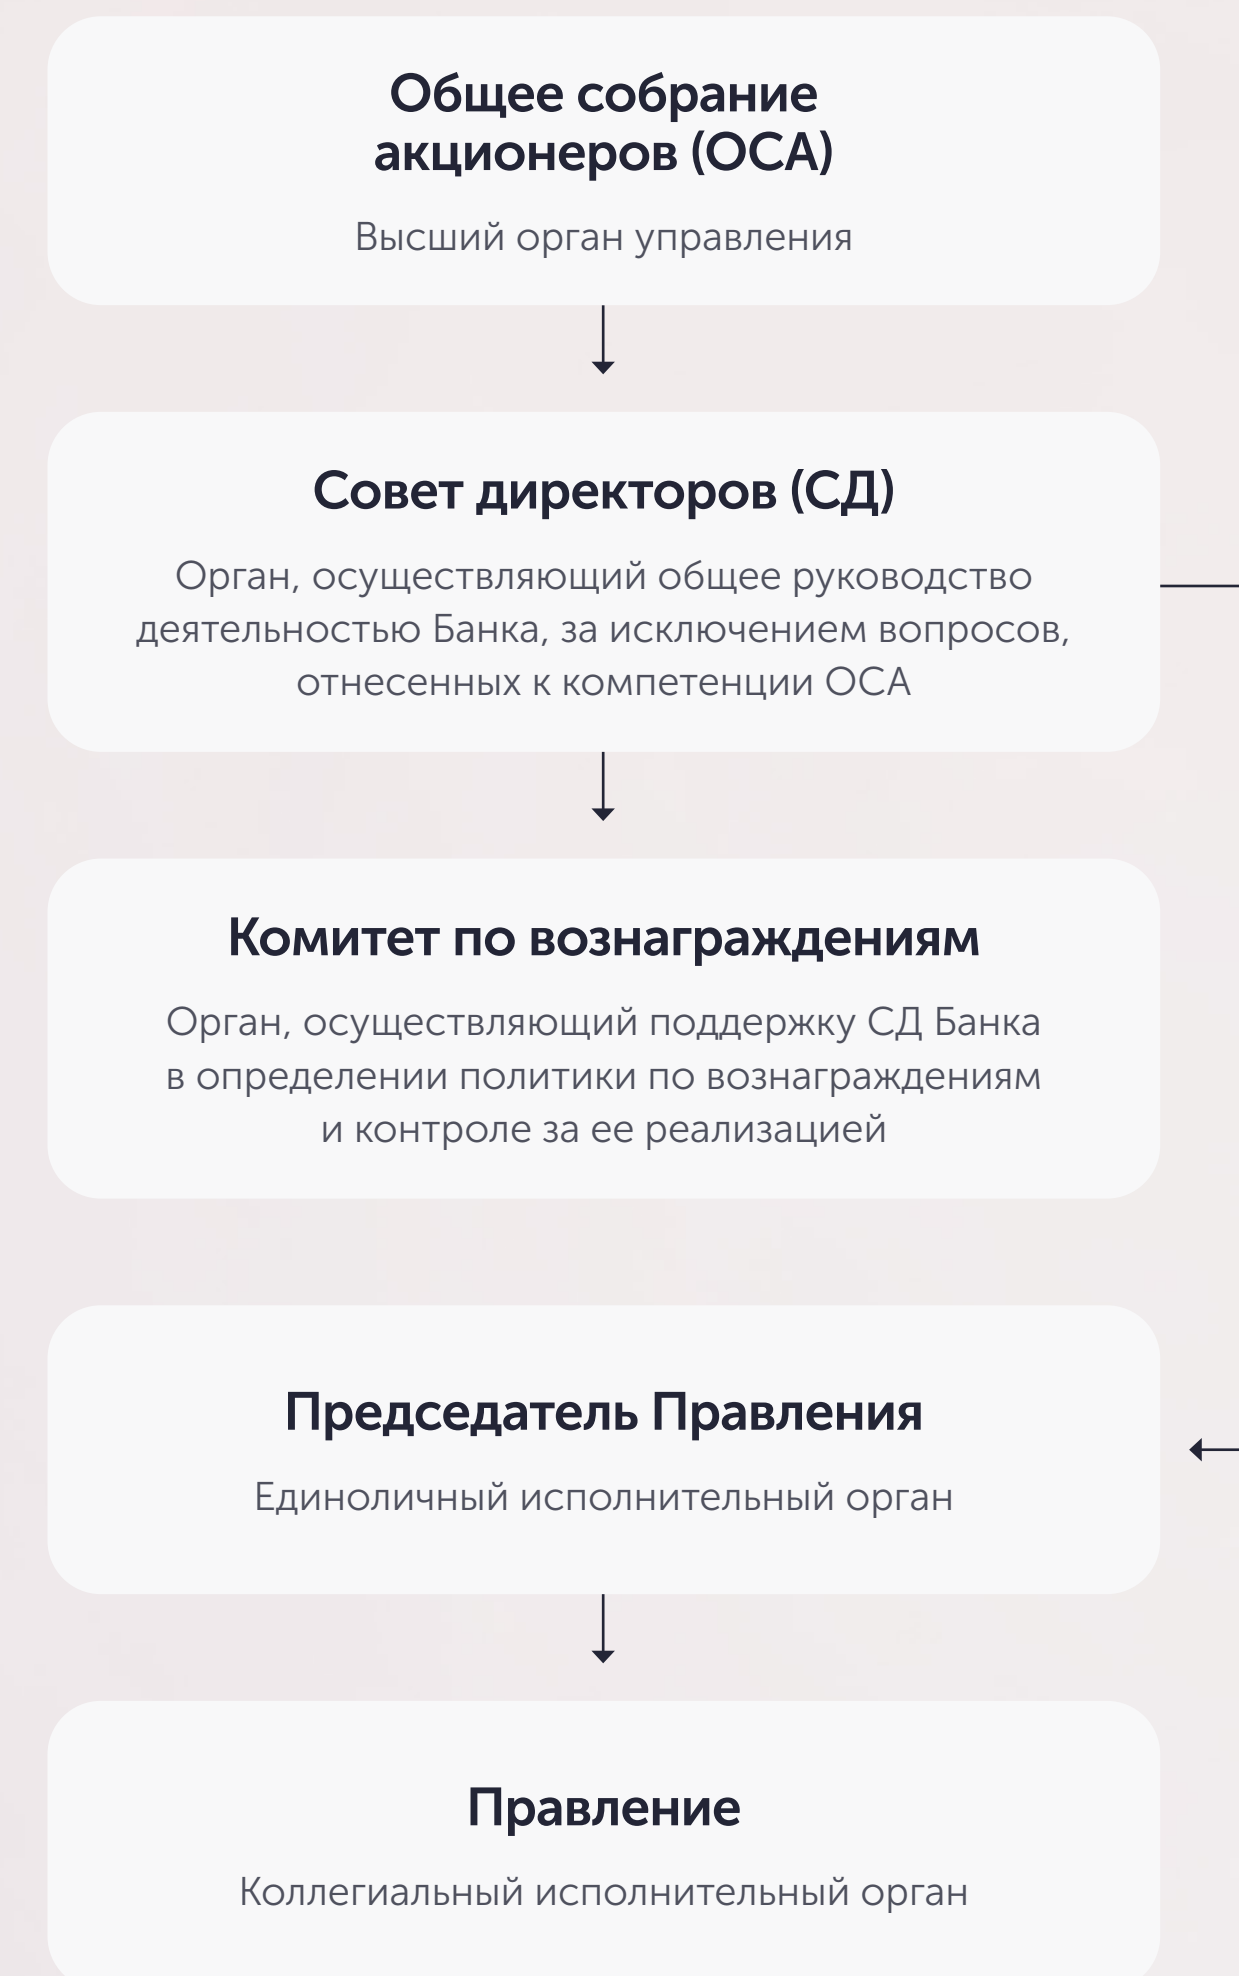 Общее собрание
акционеров (ОСА)
Высший орган управления
Совет директоров (СД)
Орган, осуществляющий общее руководство
деятельностью Банка, за исключением вопросов,
отнесенных к компетенции ОСА
Комитет по вознаграждениям
Орган, осуществляющий поддержку СД Банка
в определении политики по вознаграждениям
и контроле за ее реализацией
Председатель Правления
Единоличный исполнительный орган
Правление
Коллегиальный исполнительный орган